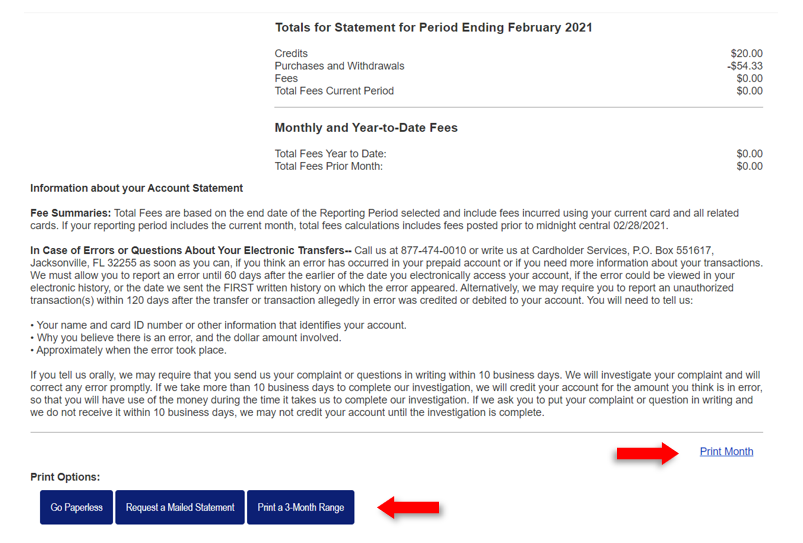 Totals for Statement for Period Ending February 2021
Credits $20.00
Purchases and Withdrawals -$54.33
Fees $0.00
Total Fees Current Period $0.00
Monthly and Year-to-Date Fees
Total Fees Year to Date: $0.00
Total Fees Prior Month: $0.00
Information about your Account Statement
Fee Summaries: Total Fees are based on the end date of the Reporting Period selected and include fees incurred using your current card and all related
cards. If your reporting period includes the current month, total fees calculations includes fees posted prior to midnight central 02/28/2021.
In Case of Errors or Questions About Your Electronic Transfers-- Call us at 877-474-0010 or write us at Cardholder Services, P.O. Box 551617,
Jacksonville, FL 32255 as soon as you can, if you think an error has occurred in your prepaid account or if you need more information about your transactions.
We must allow you to report an error until 60 days after the earlier of the date you electronically access your account, if the error could be viewed in your
electronic history, or the date we sent the FIRST written history on which the error appeared. Alternatively, we may require you to report an unauthorized
transaction(s) within 120 days after the transfer or transaction allegedly in error was credited or debited to your account. You will need to tell us:
• Your name and card ID number or other information that identifies your account.
• Why you believe there is an error, and the dollar amount involved.
• Approximately when the error took place.
If you tell us orally, we may require that you send us your complaint or questions in writing within 10 business days. We will investigate your complaint and will
correct any error promptly. If we take more than 10 business days to complete our investigation, we will credit your account for the amount you think is in error,
so that you will have use of the money during the time it takes us to complete our investigation. If we ask you to put your complaint or question in writing and
we do not receive it within 10 business days, we may not credit your account until the investigation is complete.
Print Month
Print Options:
Go Paperless Request a Mailed Statement Print a 3-Month Range